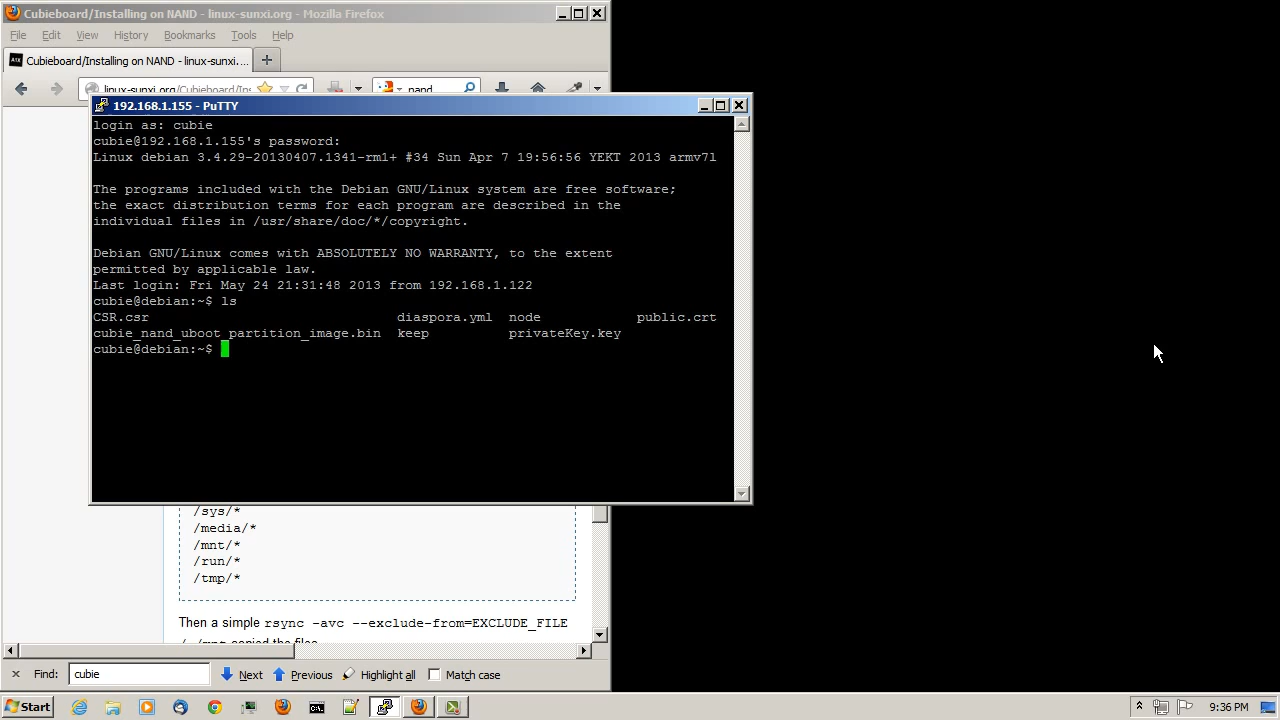 Cubieboard/Installing on NAND - linux-sunxi.org - Mozilla Firefox
File Edit View History Bookmarks Tools Help
Cubieboard/Installing on NAND - linux-sunxi....
linux-sunxi.org/Cubieboard/Ins nand
192.168.1.155 - PuTTY
login as: cubie
cubie@192.168.1.155's password:
Linux debian 3.4.29-20130407.1341-rm1+ #34 Sun Apr 7 19:56:56 YEKT 2013 armv7l
The programs included with the Debian GNU/Linux system are free software;
the exact distribution terms for each program are described in the
individual files in /usr/share/doc/*/copyright.
Debian GNU/Linux comes with ABSOLUTELY NO WARRANTY, to the extent
permitted by applicable law.
Last login: Fri May 24 21:31:48 2013 from 192.168.1.122
cubie@debian:~$ ls
CSR.csr diaspora.yml node public.crt
cubie_nand_uboot_partition_image.bin keep privateKey.key
cubie@debian:~$
/sys/*
/media/*
/mnt/*
/run/*
/tmp/*
Then a simple rsync -avc --exclude-from=EXCLUDE_FILE
/ /mnt copied the files
Find: cubie Next Previous Highlight all Match case
Start 9:36 PM